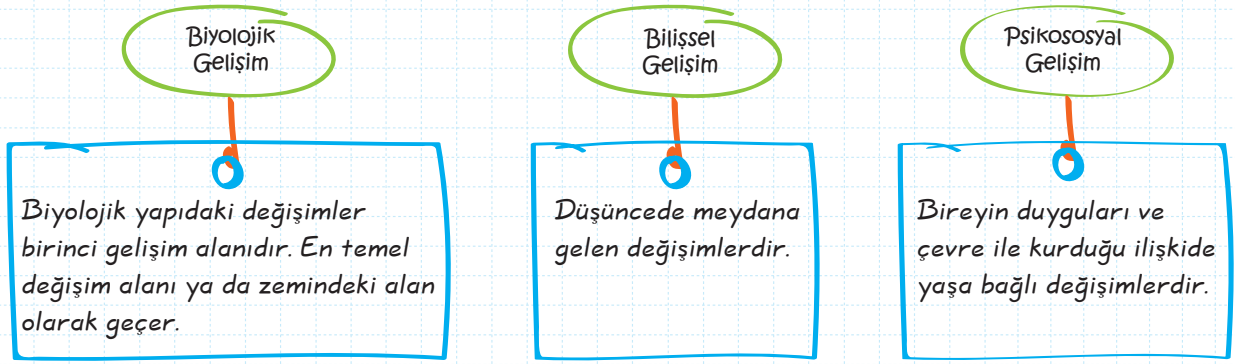 Biyolojik
Gelişim
Biyolojik yapıdaki değişimler
birinci gelişim alanıdır. En temel
değişim alanı ya da zemindeki alan
olarak geçer.
Bilişsel
Gelişim
Düşüncede meydana
gelen değişimlerdir.
Psikososyal
Gelişim
Bireyin duyguları ve
çevre ile kurduğu ilişkide
yaşa bağlı değişimlerdir.